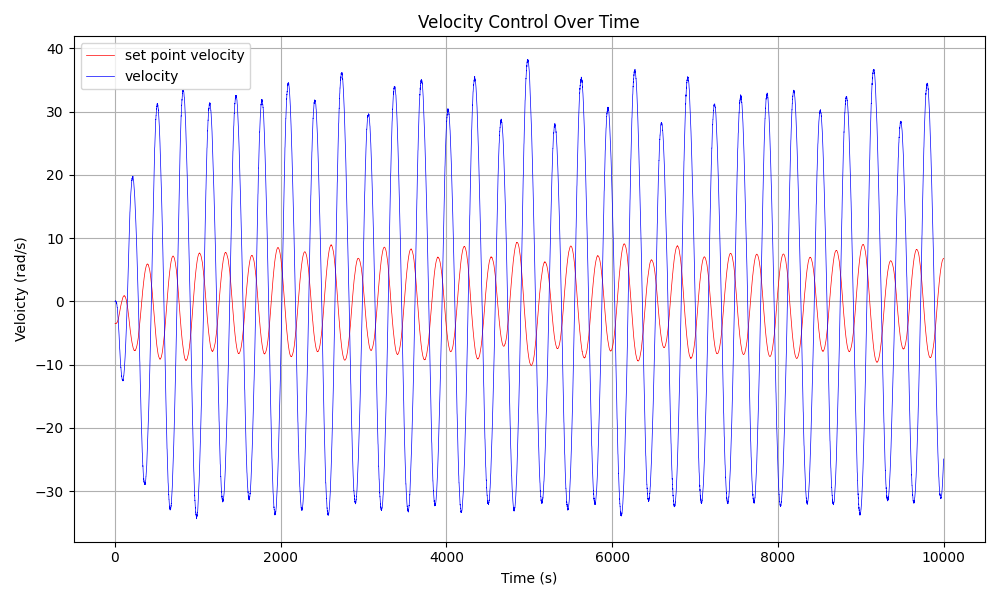 Velocity Control Over Time
set point velocity
velocity
40
30
20
10
0
−10
−20
−30
Veloicty (rad/s)
0 2000 4000 6000 8000 10000
Time (s)